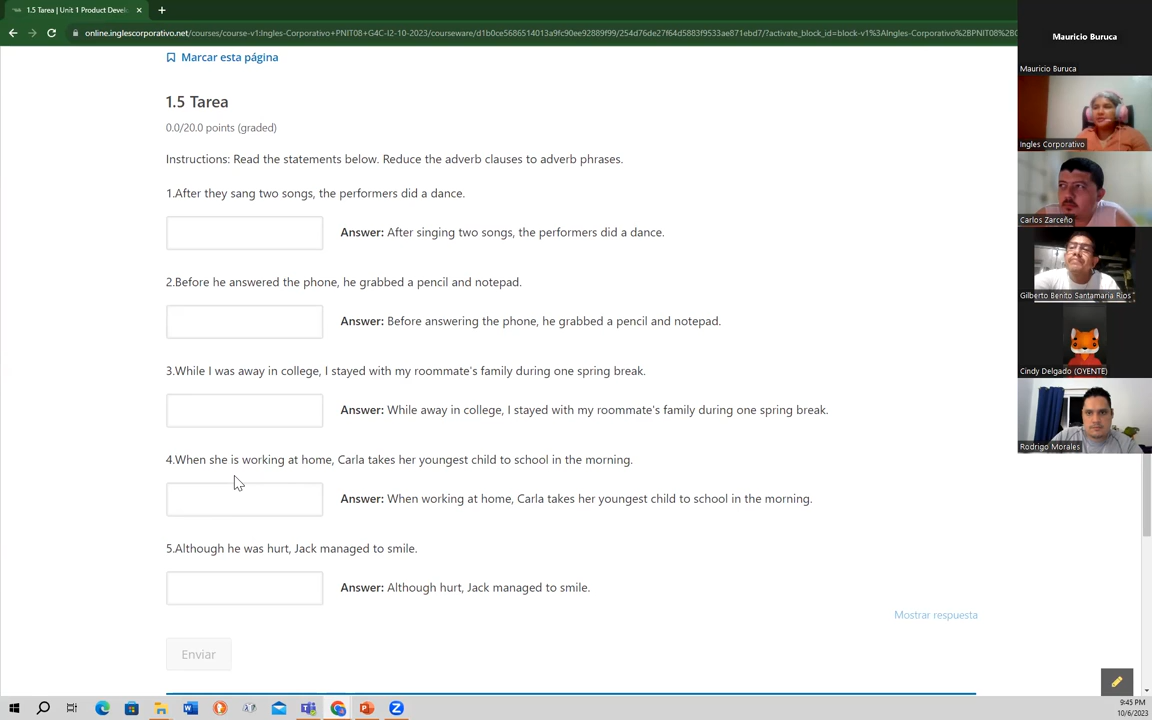 1.5 Tarea | Unit 1 Product Devel
online.inglescorporativo.net/courses/course-v1:Ingles-Corporativo+PNIT08+G4C-I2-10-2023/courseware/d1b0ce5686514013a9fc90ee92889f99/254d76de27f64d5883f9533ae871ebd7/?activate_block_id=block-v1%3AIngles-Corporativo%2BPNIT08%2BG
Marcar esta página
1.5 Tarea
0.0/20.0 points (graded)
Instructions: Read the statements below. Reduce the adverb clauses to adverb phrases.
1.After they sang two songs, the performers did a dance.
Answer: After singing two songs, the performers did a dance.
2.Before he answered the phone, he grabbed a pencil and notepad.
Answer: Before answering the phone, he grabbed a pencil and notepad.
3.While I was away in college, I stayed with my roommate's family during one spring break.
Answer: While away in college, I stayed with my roommate's family during one spring break.
4.When she is working at home, Carla takes her youngest child to school in the morning.
Answer: When working at home, Carla takes her youngest child to school in the morning.
5.Although he was hurt, Jack managed to smile.
Answer: Although hurt, Jack managed to smile.
Mostrar respuesta
Enviar
Mauricio Buruca
Mauricio Buruca
Ingles Corporativo
Carlos Zarceño
Gilberto Benito Santamaria Rios
Cindy Delgado (OYENTE)
Rodrigo Morales
9:45 PM
10/6/2023